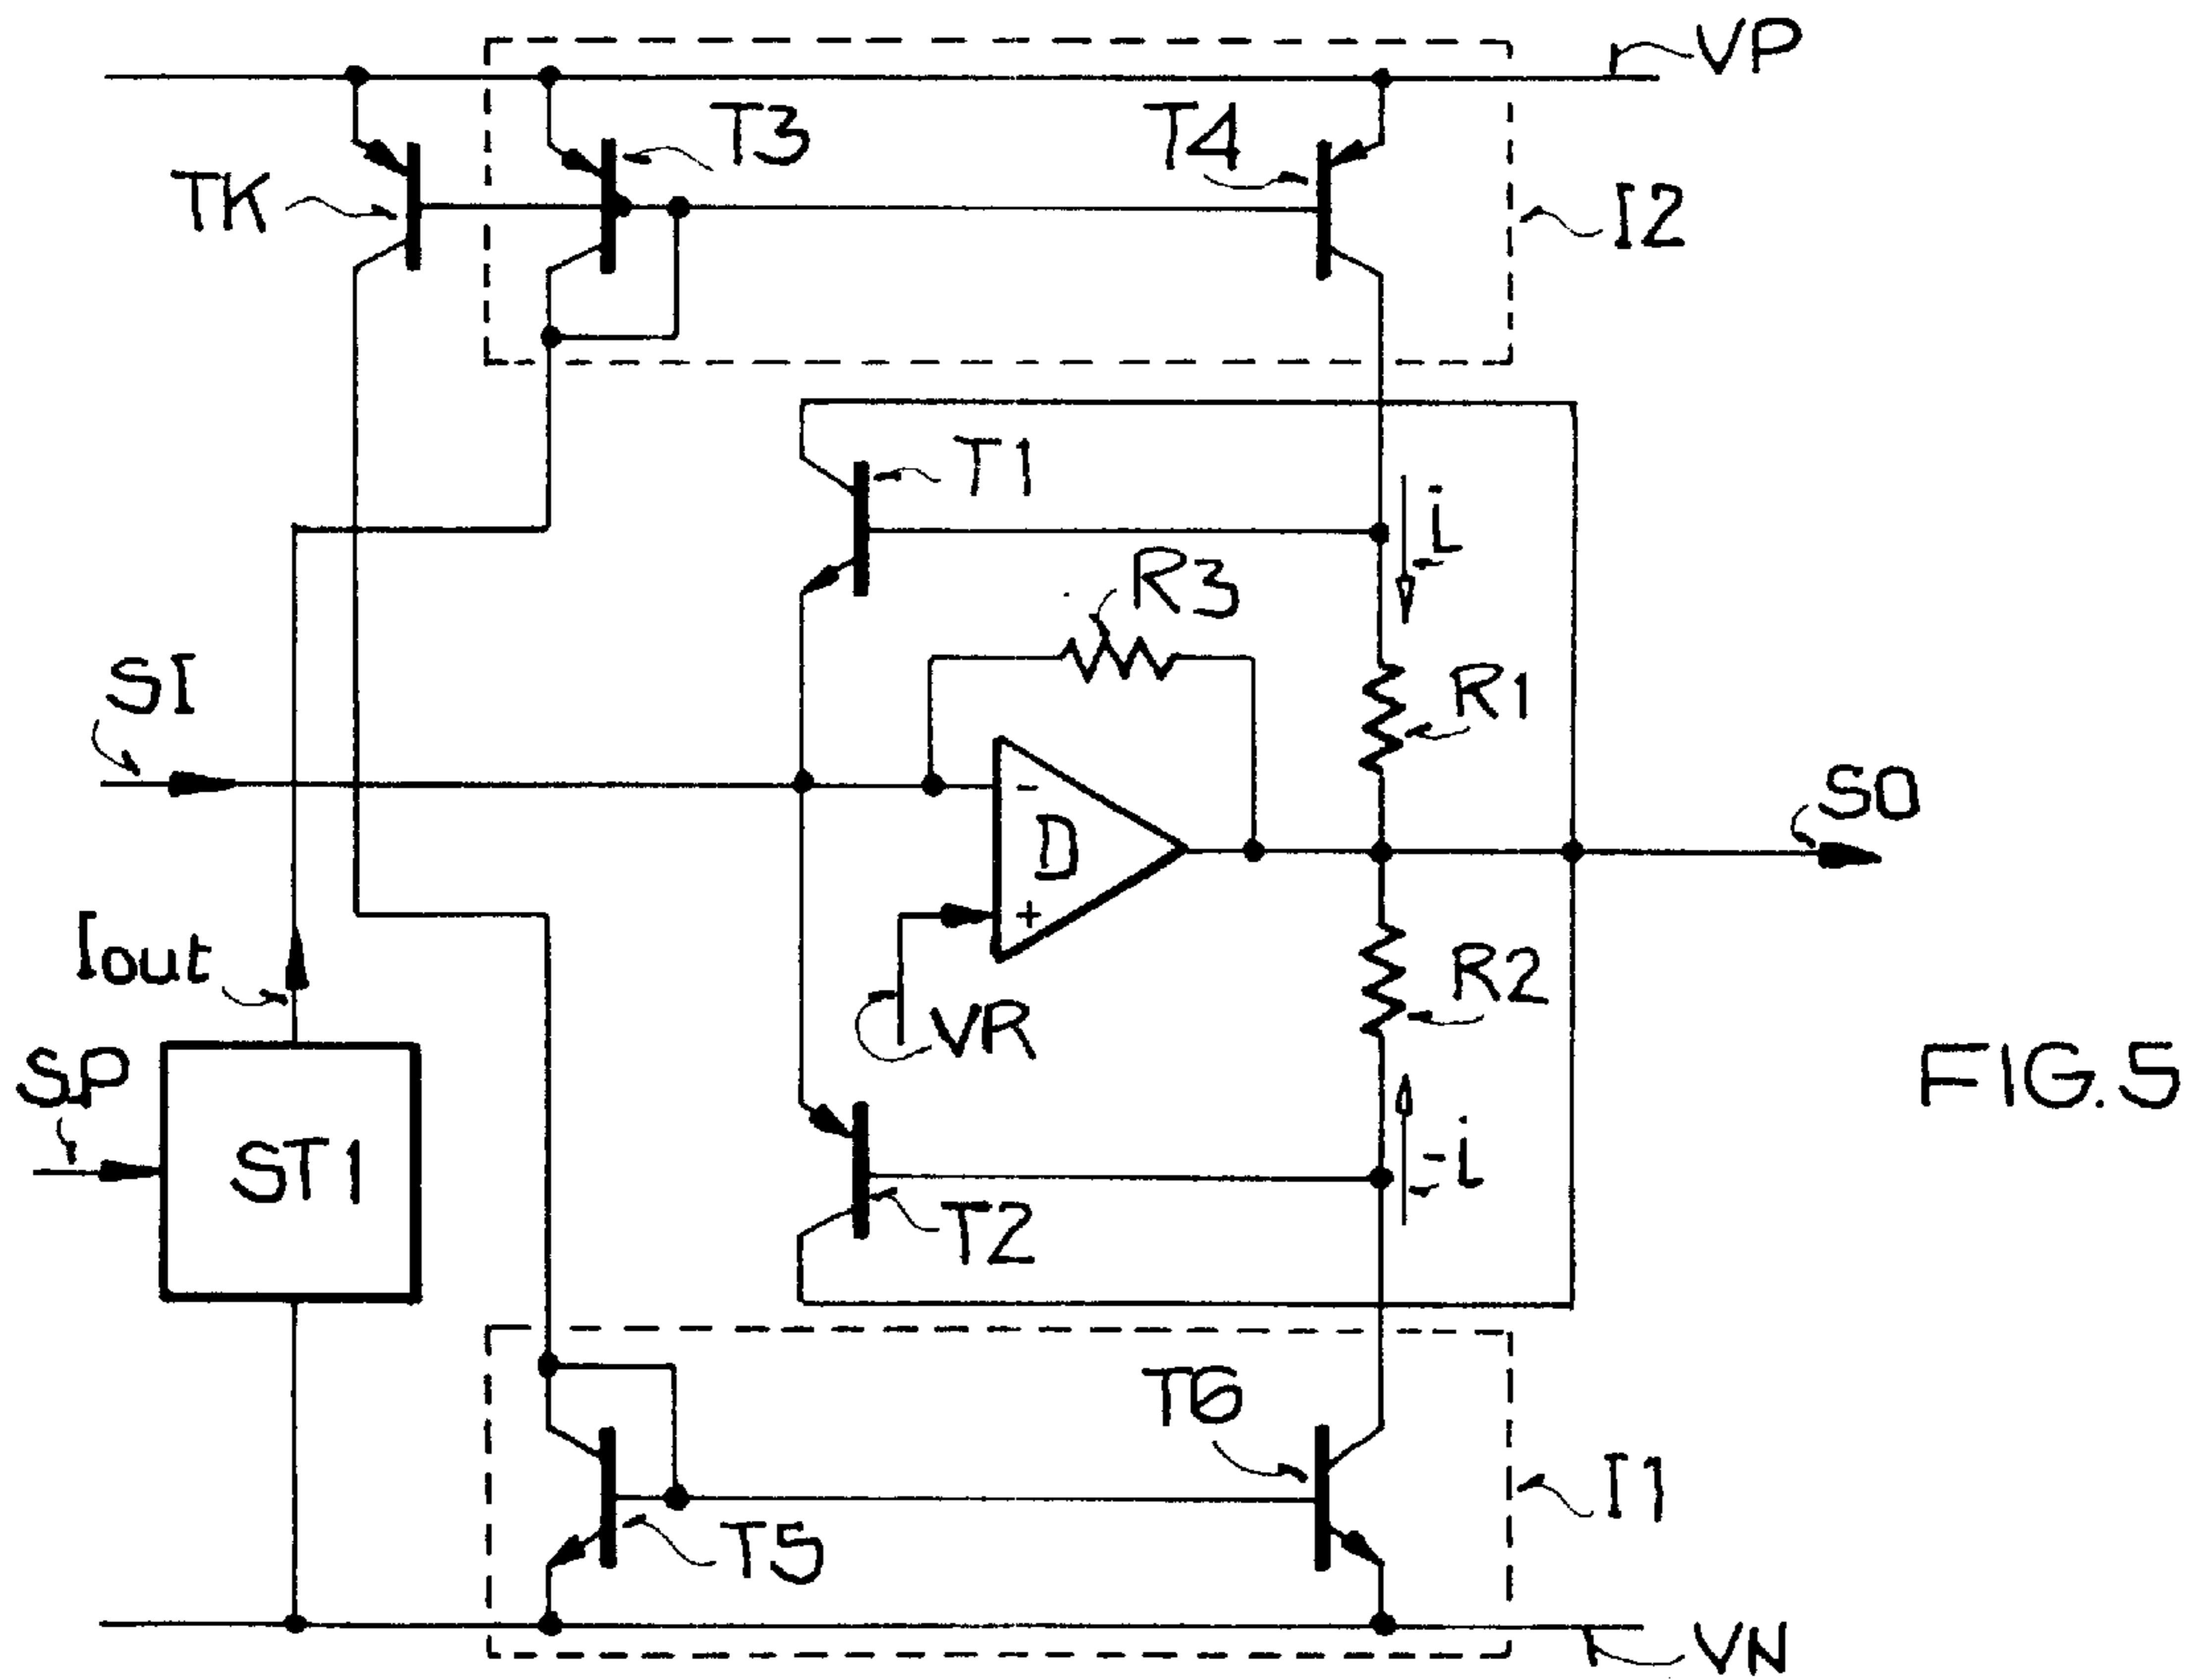 VP
T3
T4
TK
I2
T1
i
R3
SI
R1
SO
-
D
+
Iout
VR
R2
SP
FIG.5
ST1
-i
T2
T6
I1
T5
VN